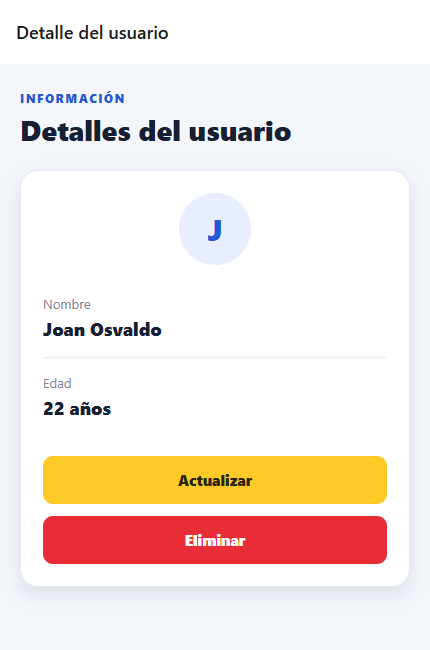 Detalle del usuario
INFORMACIÓN
Detalles del usuario
J
Nombre
Joan Osvaldo
Edad
22 años
Actualizar
Eliminar